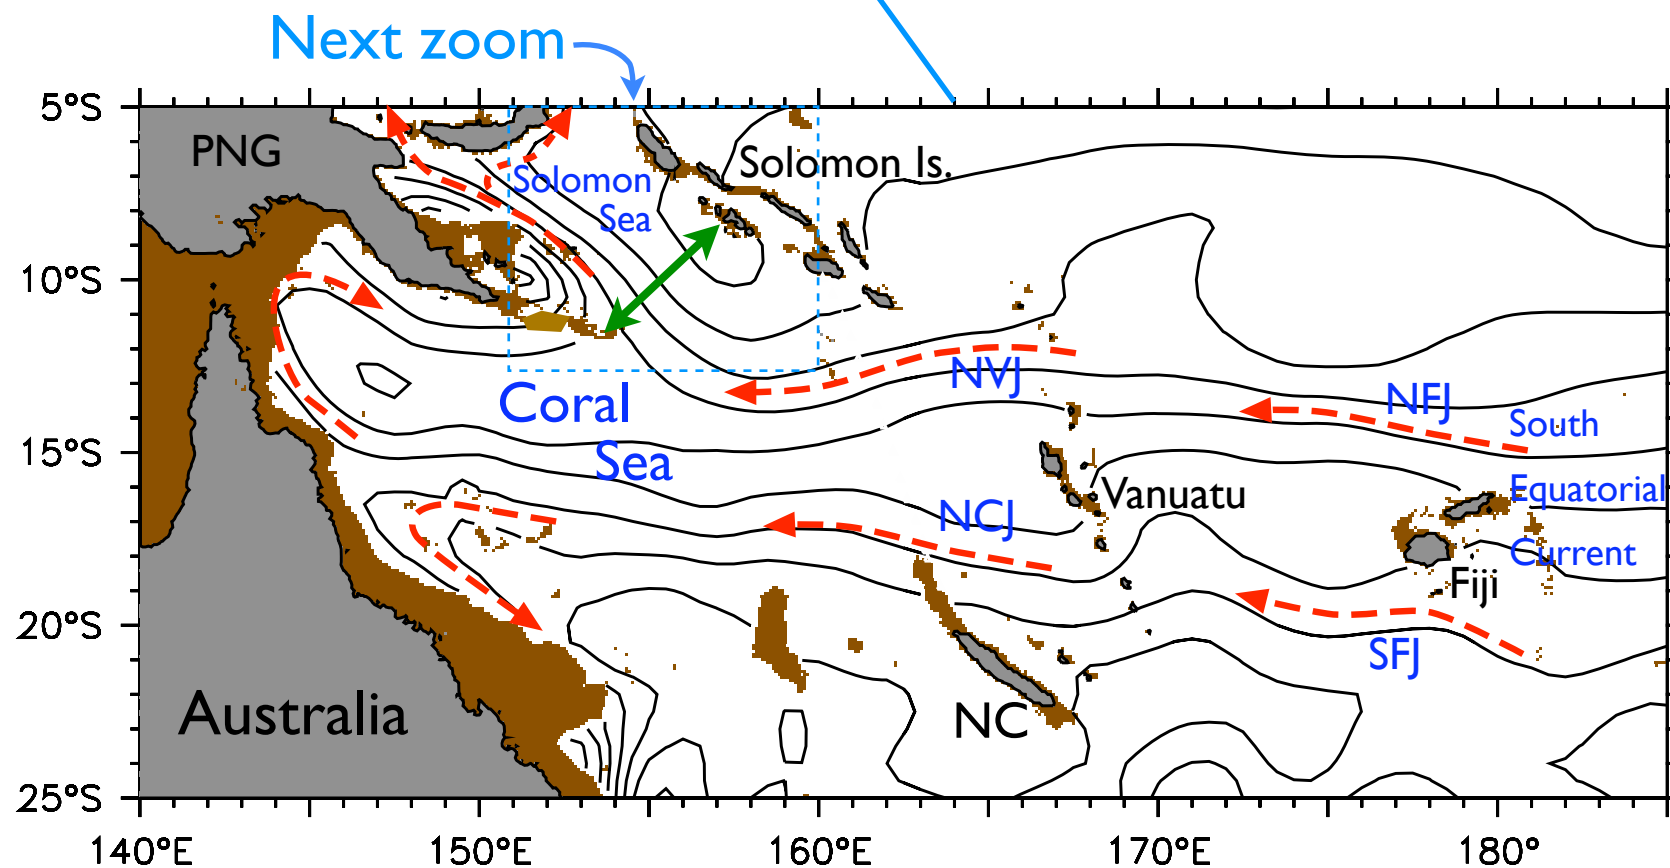 Next zoom
5°S
PNG
Solomon Is.
Solomon
Sea
10°S
NVJ
NFJ
Coral
South
15°S
Sea
Equatorial
Vanuatu
NCJ
Current
Fiji
20°S
SFJ
Australia
NC
25°S
140°E
150°E
160°E
170°E
180°